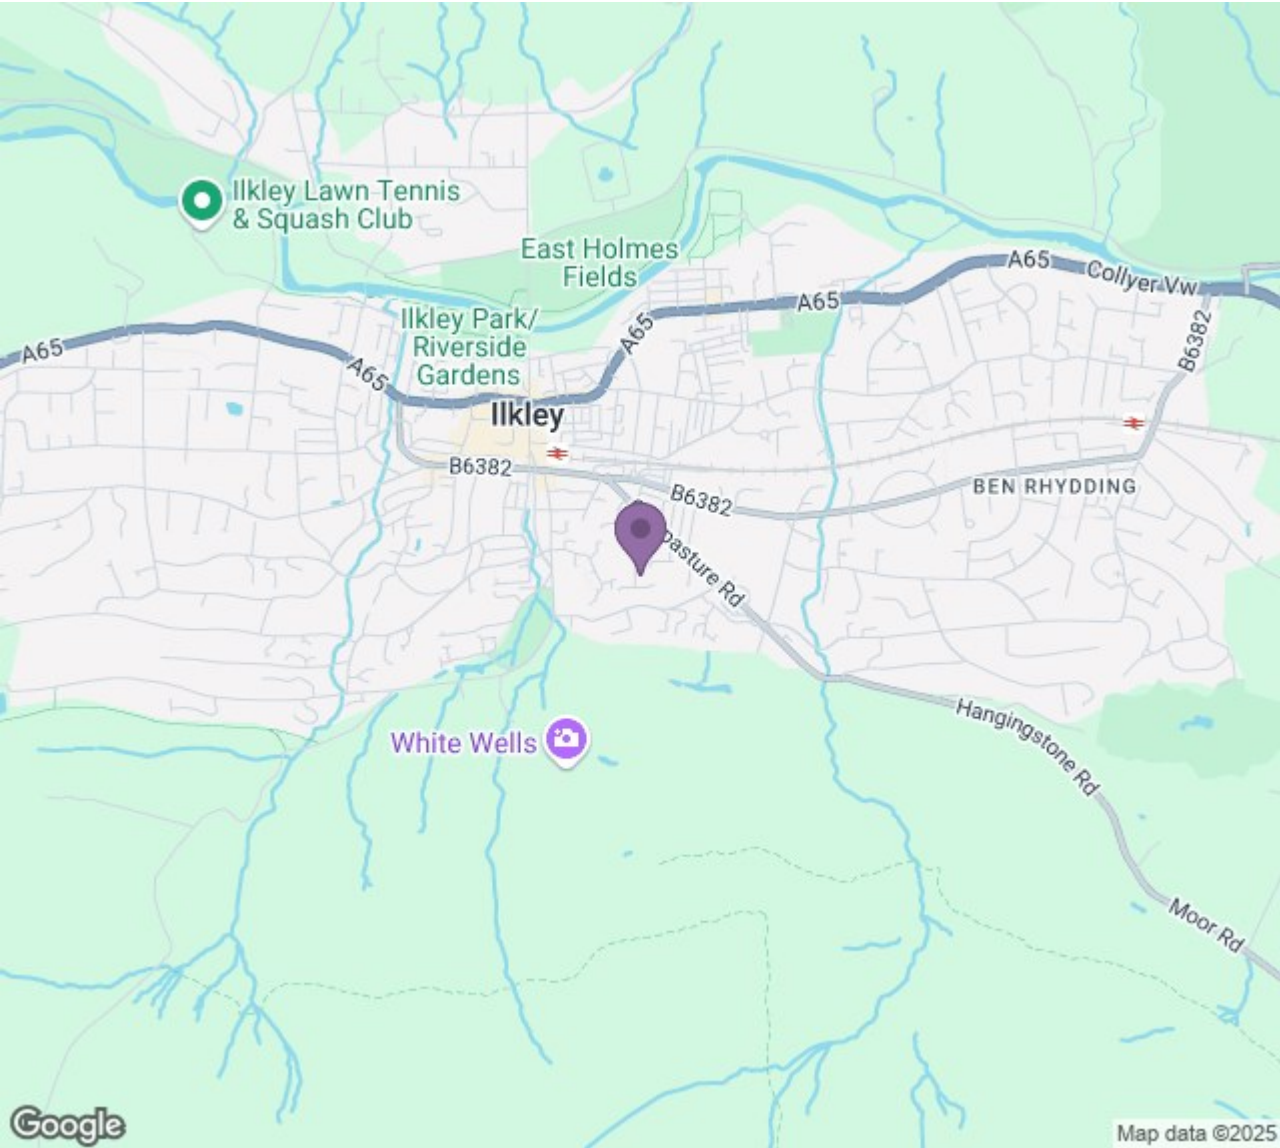 Ilkley Lawn Tennis
& Squash Club
East Holmes
Fields
A65
Collyer Vw
A65
A65
B6382
Ilkley Park/
Riverside
Gardens
A65
A65
Ilkley
B6382
B6382
BEN RHYDDING
Rd
White Wells
Hangingstone Rd
Moor Rd
Google
Map data ©2025